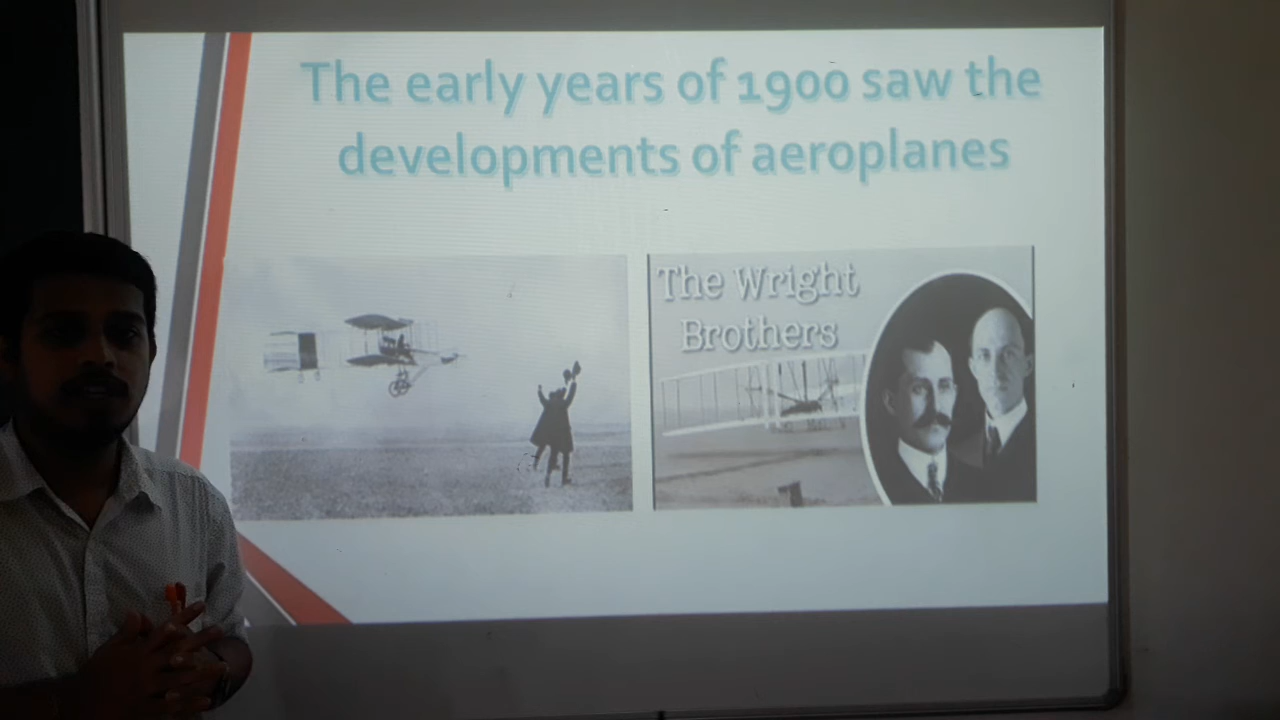 The early years of 1900 saw the
developments of aeroplanes
The Wright
Brothers